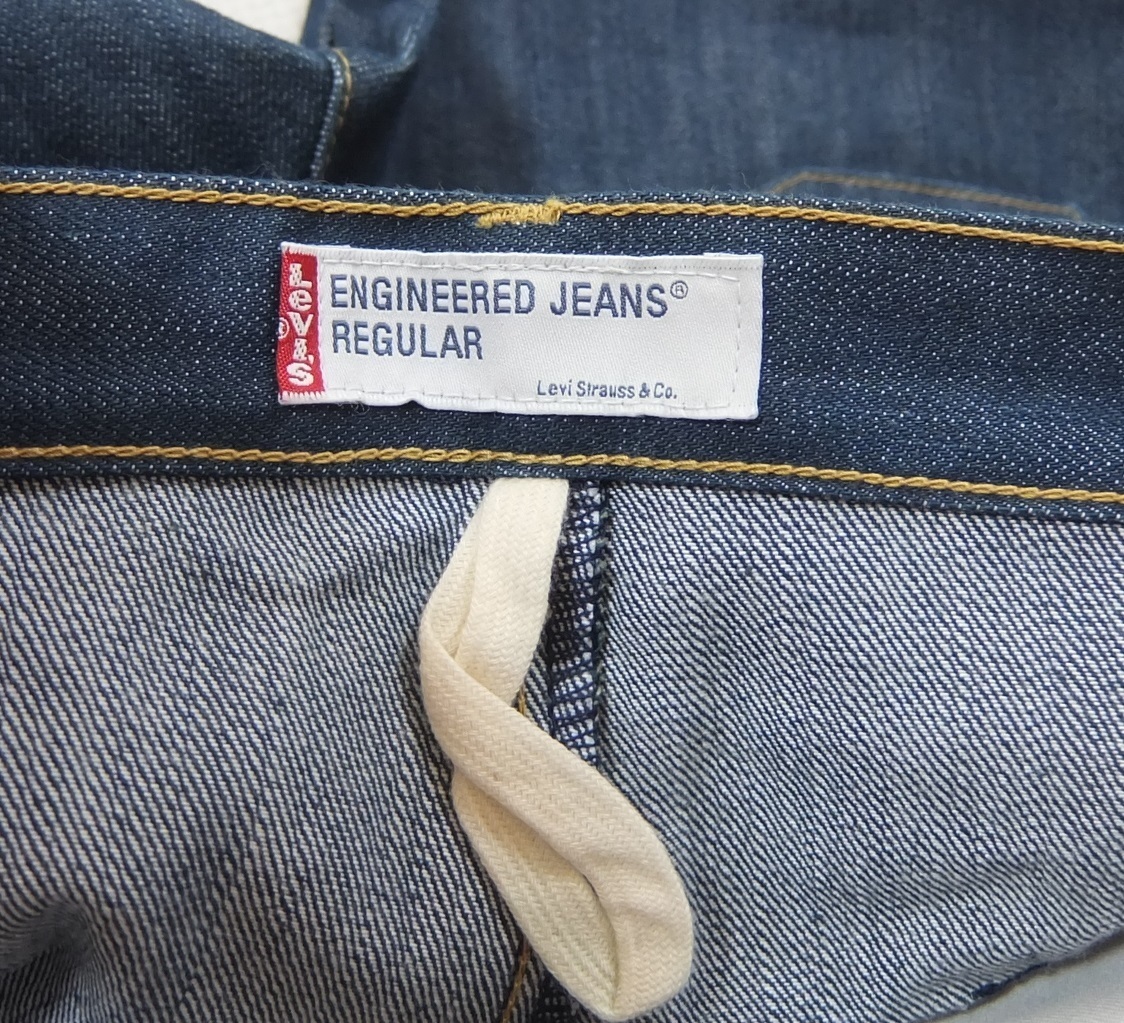 LeVI'S
®
ENGINEERED JEANS®
REGULAR
Levi Strauss & Co.